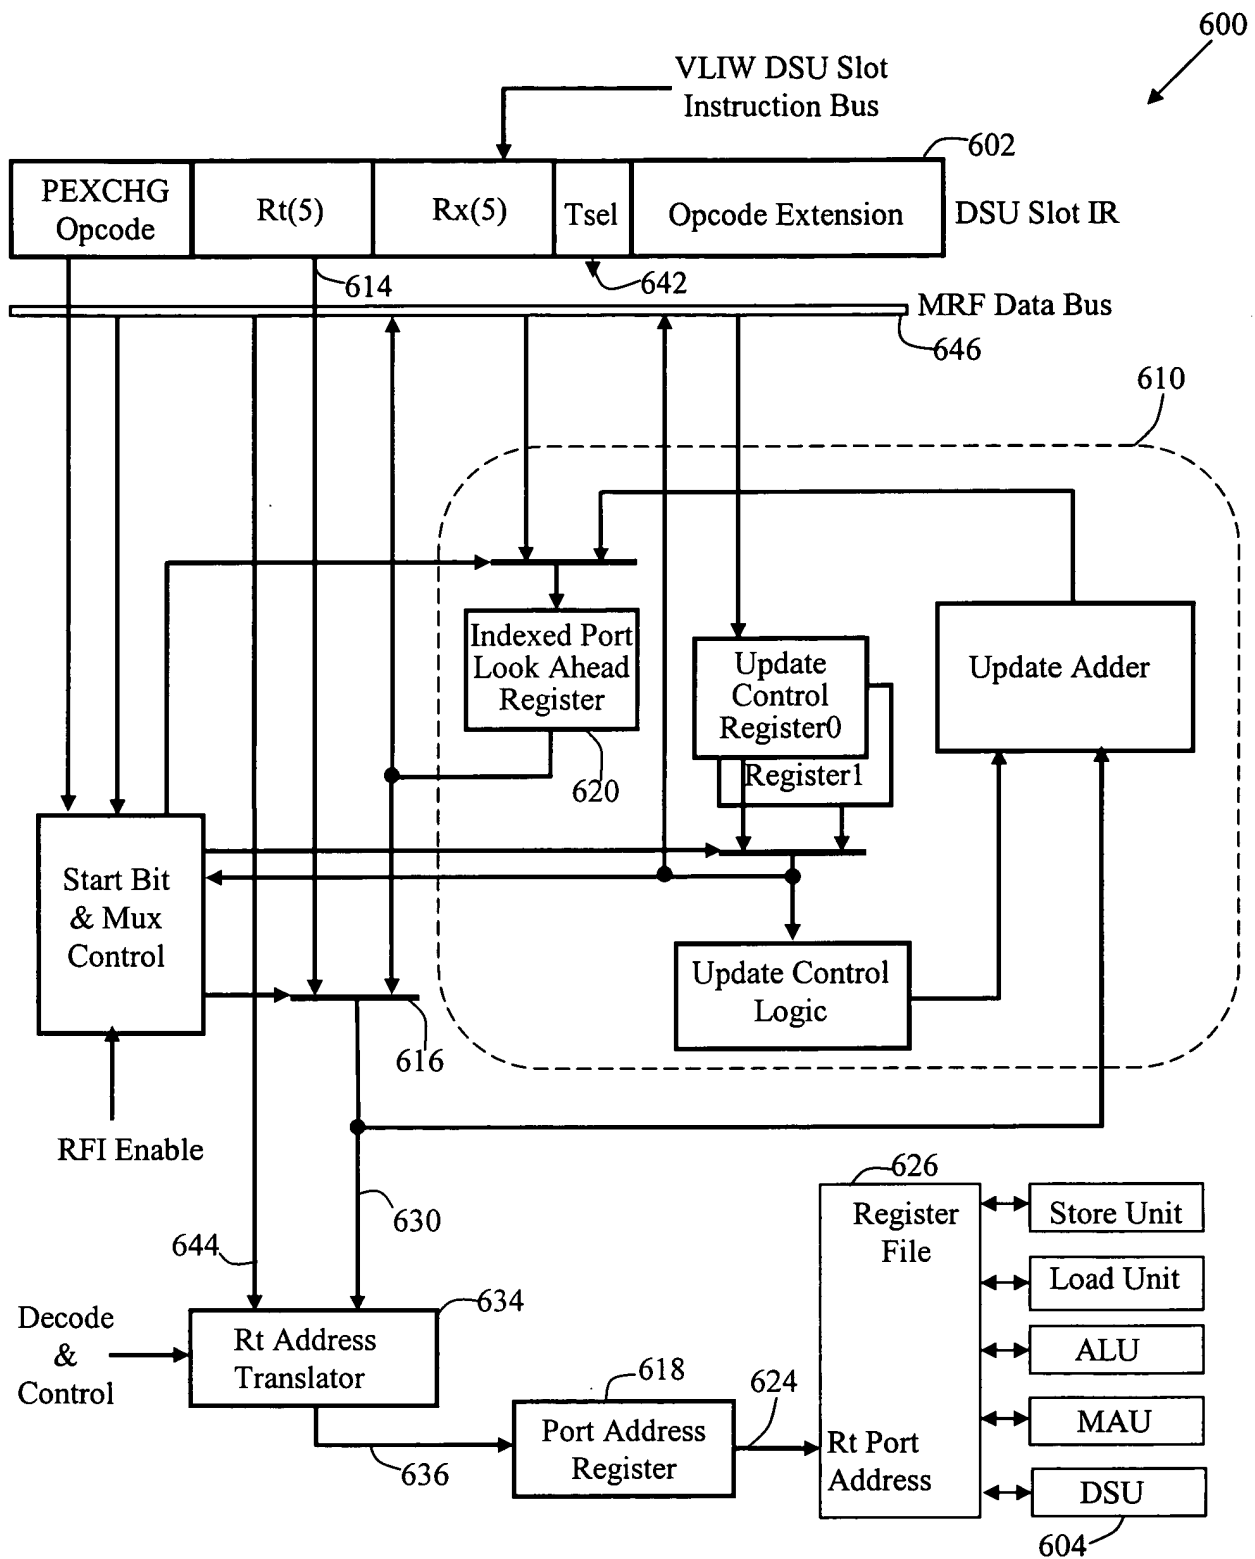 600
VLIW DSU Slot
Instruction Bus
602
PEXCHG
Opcode
Rt(5)
Rx(5)
Tsel
Opcode Extension
DSU Slot IR
614
642
MRF Data Bus
646
610
Indexed Port
Look Ahead
Register
620
Update
Control
Register0
Register1
Update Adder
Start Bit
& Mux
Control
Update Control
Logic
616
RFI Enable
630
644
626
Register
File
Store Unit
Load Unit
ALU
MAU
DSU
604
Decode
&
Control
Rt Address
Translator
634
636
618
Port Address
Register
624
Rt Port
Address